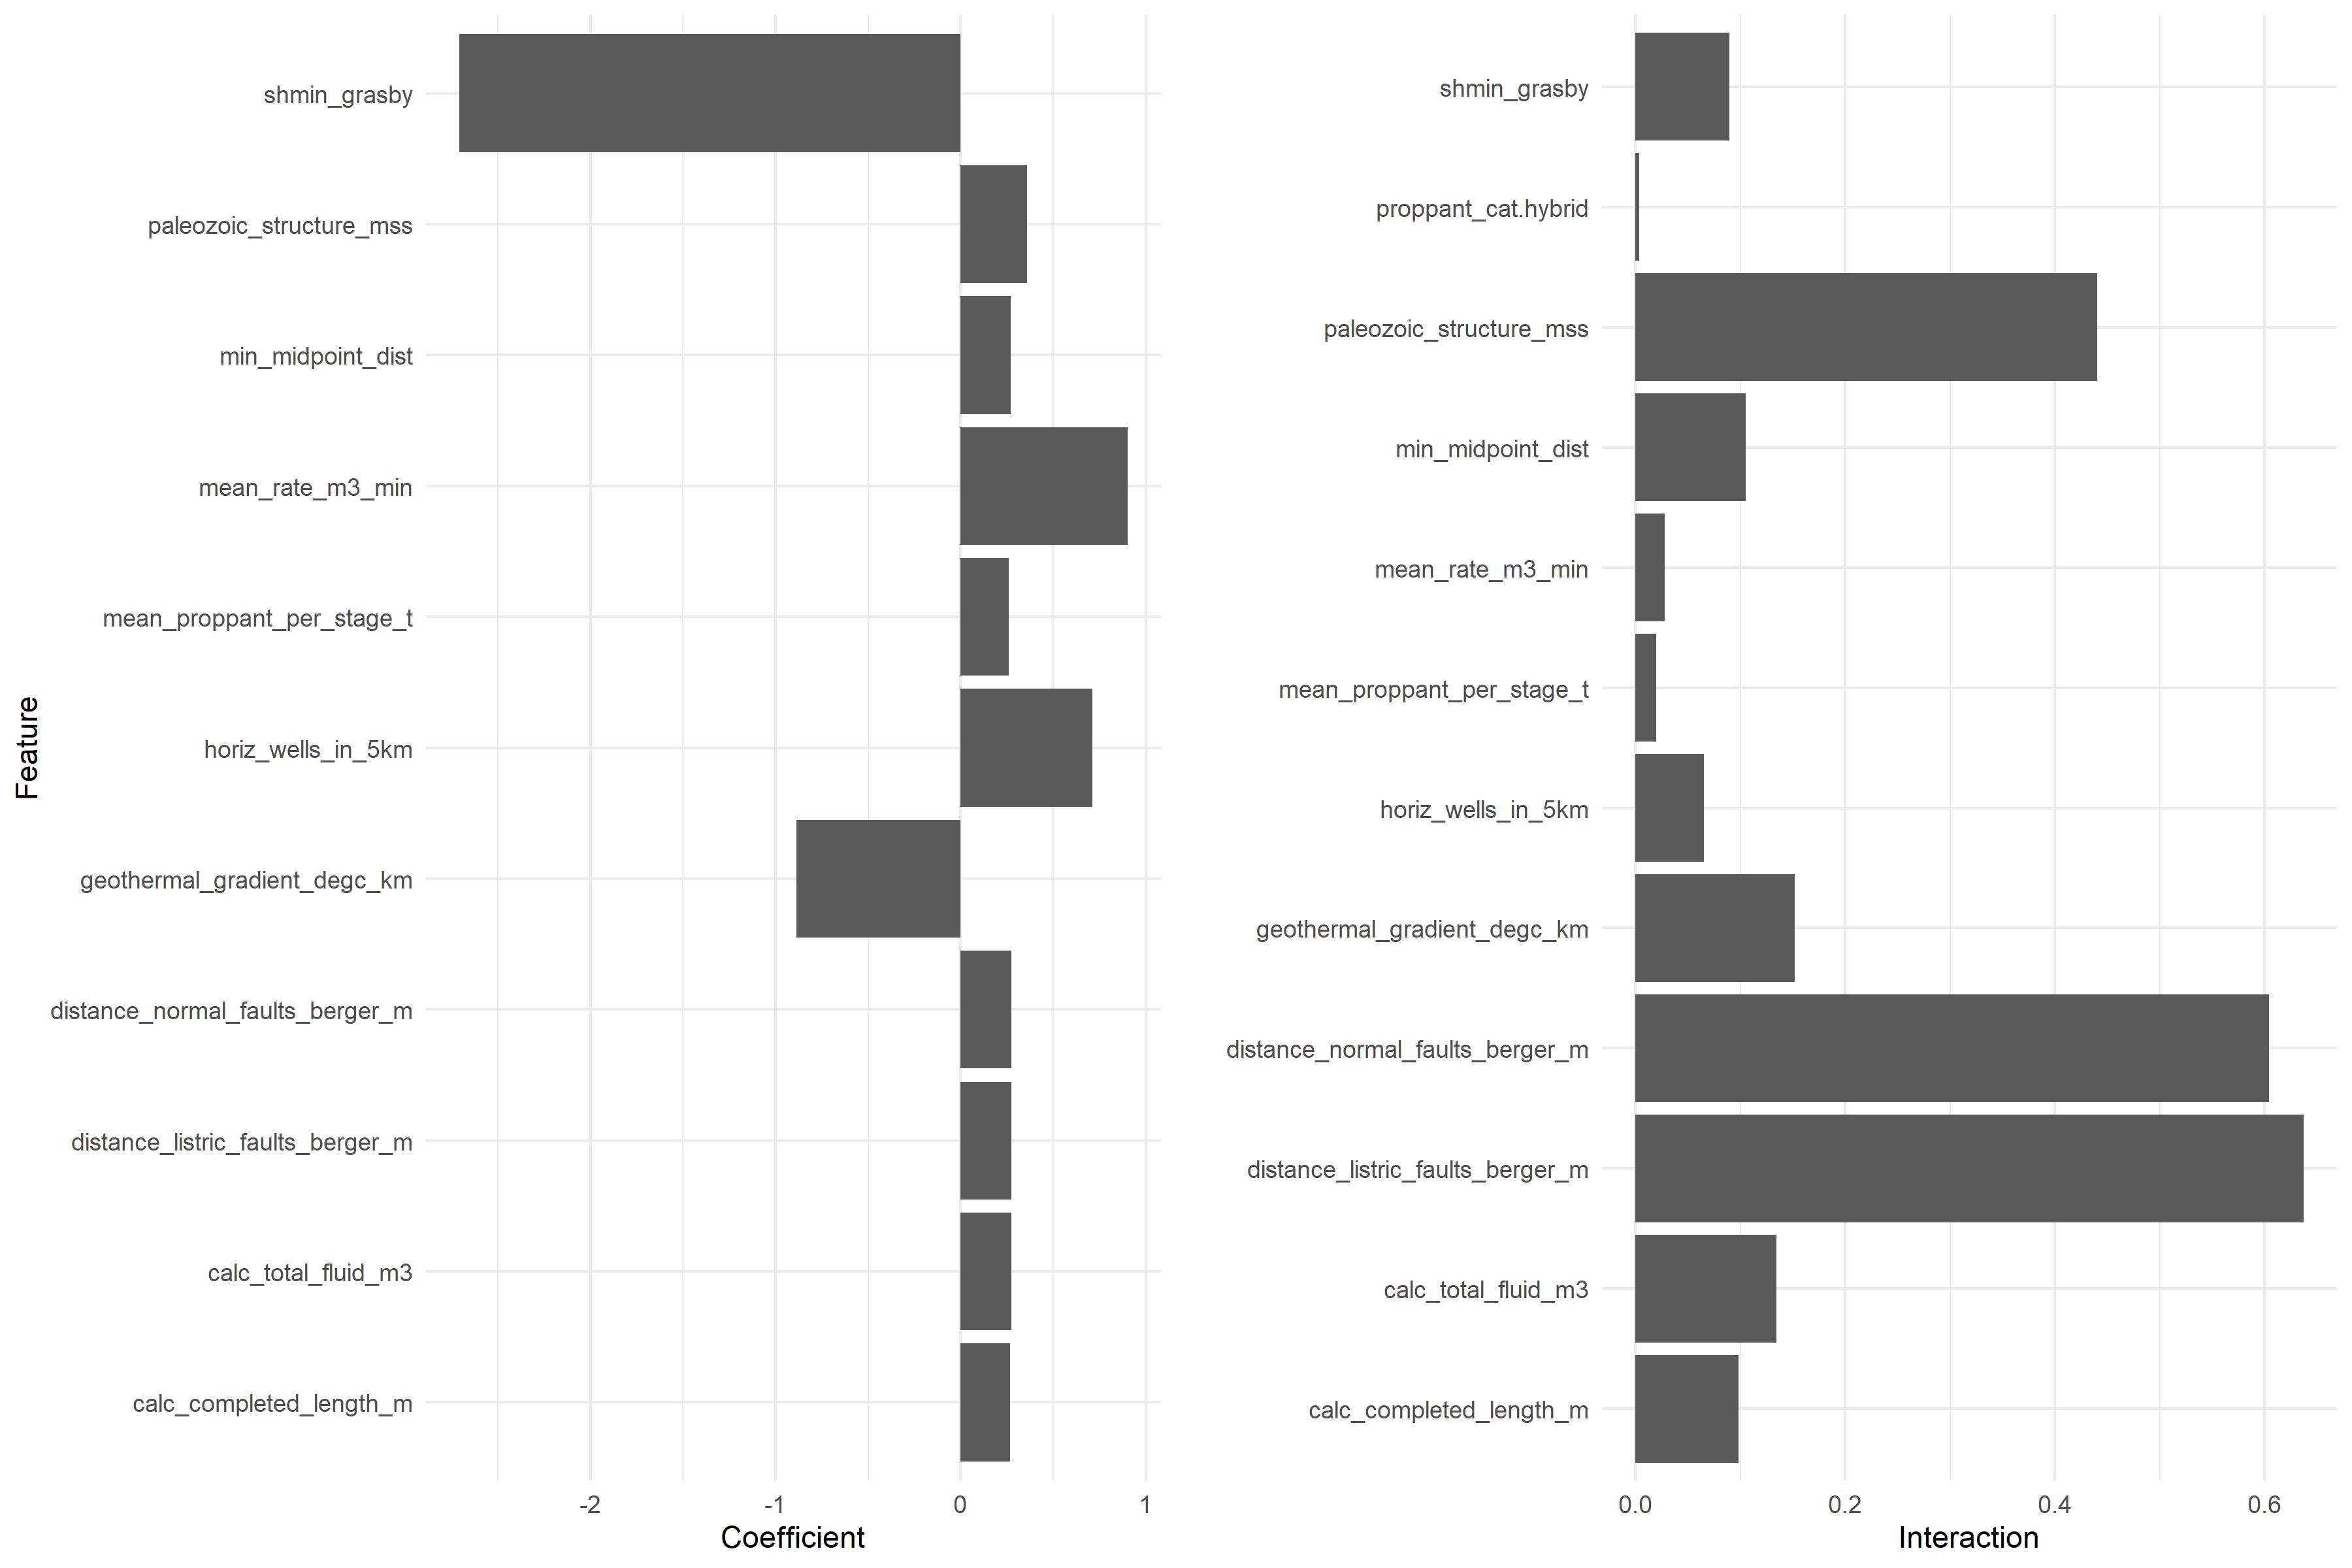 Feature
shmin_grasby
paleozoic_structure_mss
min_midpoint_dist
mean_rate_m3_min
mean_proppant_per_stage_t
horiz_wells_in_5km
geothermal_gradient_degc_km
distance_normal_faults_berger_m
distance_listric_faults_berger_m
calc_total_fluid_m3
calc_completed_length_m
-2 -1 0 1
Coefficient
shmin_grasby
proppant_cat.hybrid
paleozoic_structure_mss
min_midpoint_dist
mean_rate_m3_min
mean_proppant_per_stage_t
horiz_wells_in_5km
geothermal_gradient_degc_km
distance_normal_faults_berger_m
distance_listric_faults_berger_m
calc_total_fluid_m3
calc_completed_length_m
0.0 0.2 0.4 0.6
Interaction